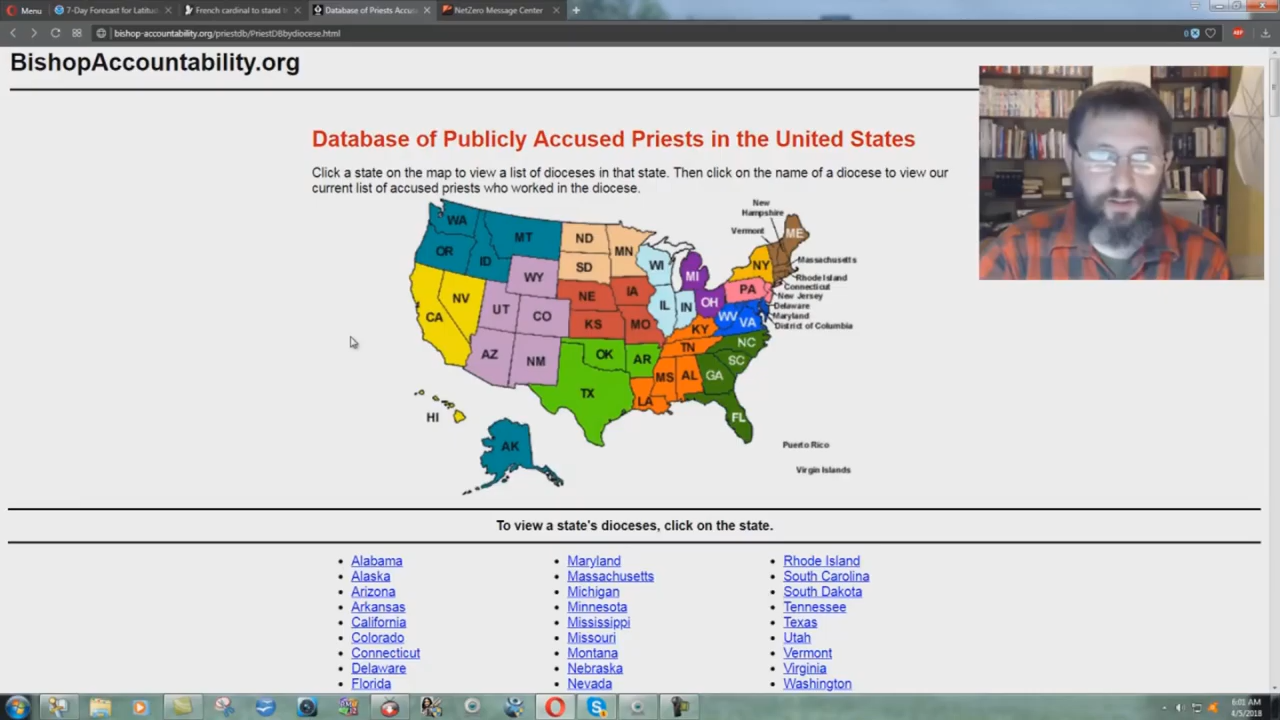 Menu
7-Day Forecast for Latitud
French cardinal to stand t
Database of Priests Accus
NetZero Message Center
bishop-accountability.org/priestdb/PriestDBbydiocese.html
0
ABP
BishopAccountability.org
Database of Publicly Accused Priests in the United States
Click a state on the map to view a list of dioceses in that state. Then click on the name of a diocese to view our
current list of accused priests who worked in the diocese.
WA
OR
ID
MT
WY
ND
SD
MN
WI
MI
NY
ME
New
Hampshire
Vermont
Massachusetts
Rhode Island
Connecticut
New Jersey
Delaware
Maryland
District of Columbia
CA
NV
UT
CO
AZ
NM
NE
IA
KS
MO
IL
IN
OH
PA
WV
VA
KY
TN
NC
SC
OK
AR
TX
LA
MS
AL
GA
FL
HI
AK
Puerto Rico
Virgin Islands
To view a state's dioceses, click on the state.
Alabama
Alaska
Arizona
Arkansas
California
Colorado
Connecticut
Delaware
Florida
Maryland
Massachusetts
Michigan
Minnesota
Mississippi
Missouri
Montana
Nebraska
Nevada
Rhode Island
South Carolina
South Dakota
Tennessee
Texas
Utah
Vermont
Virginia
Washington
6:01 AM
4/5/2018